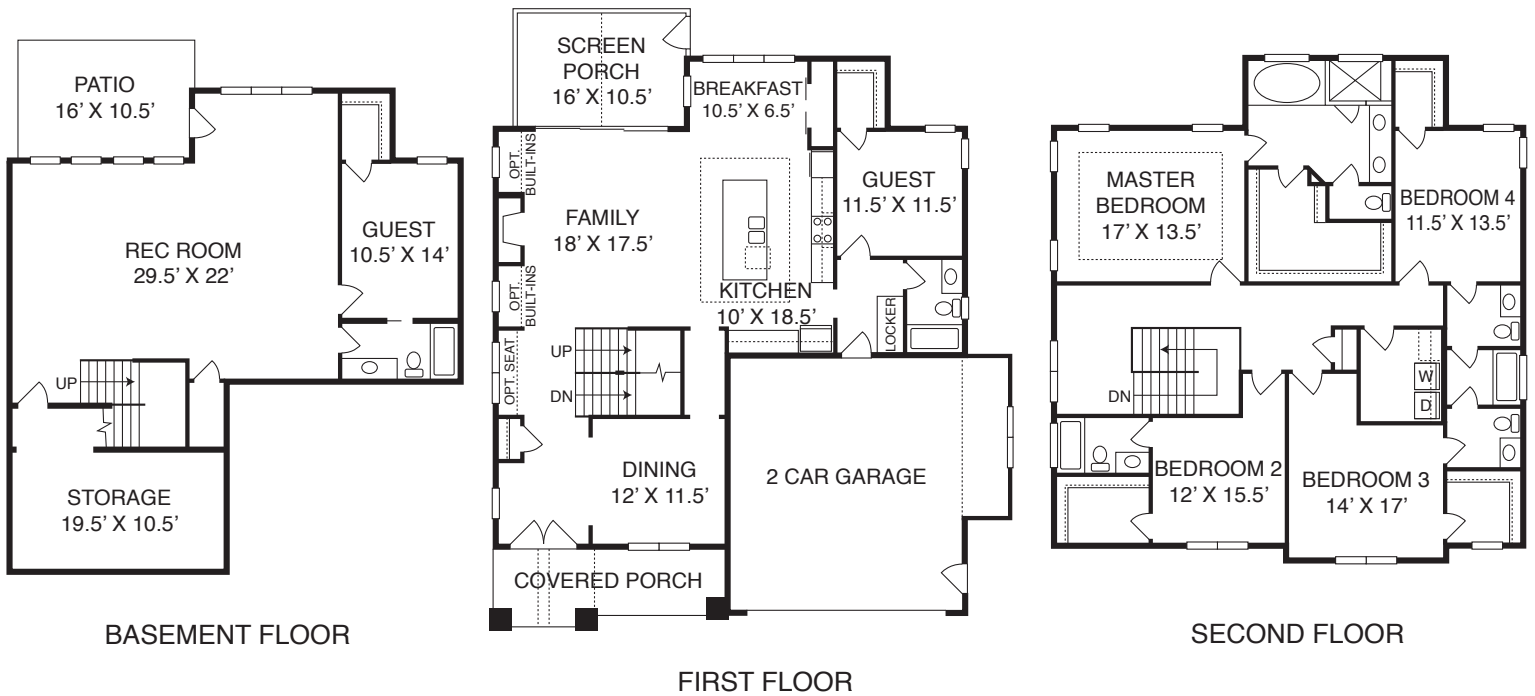 PATIO
16’ X 10.5’
REC ROOM
29.5’ X 22’
GUEST
10.5’ X 14’
UP
STORAGE
19.5’ X 10.5’
BASEMENT FLOOR
SCREEN
PORCH
16’ X 10.5’
BREAKFAST
10.5’ X 6.5’
OPT.
BUILT-INS
FAMILY
18’ X 17.5’
GUEST
11.5’ X 11.5’
OPT.
BUILT-INS
KITCHEN
10’ X 18.5’
LOCKER
OPT. SEAT
UP
DN
DINING
12’ X 11.5’
2 CAR GARAGE
COVERED PORCH
FIRST FLOOR
MASTER
BEDROOM
17’ X 13.5’
BEDROOM 4
11.5’ X 13.5’
DN
W
D
BEDROOM 2
12’ X 15.5’
BEDROOM 3
14’ X 17’
SECOND FLOOR